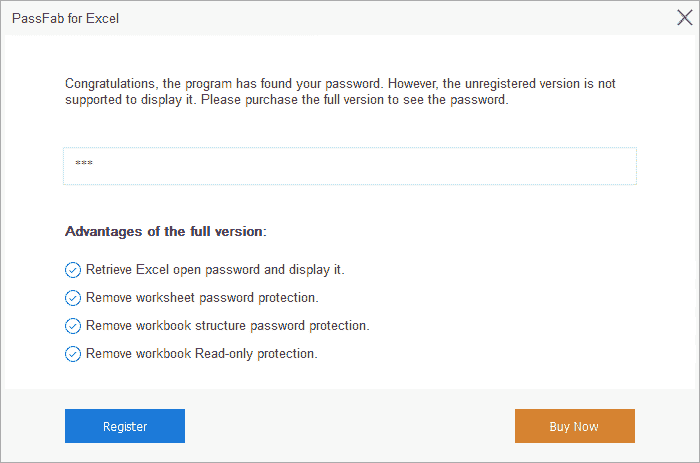 PassFab for Excel
Congratulations, the program has found your password. However, the unregistered version is not
supported to display it. Please purchase the full version to see the password.
***
Advantages of the full version:
Retrieve Excel open password and display it.
Remove worksheet password protection.
Remove workbook structure password protection.
Remove workbook Read-only protection.
Register
Buy Now